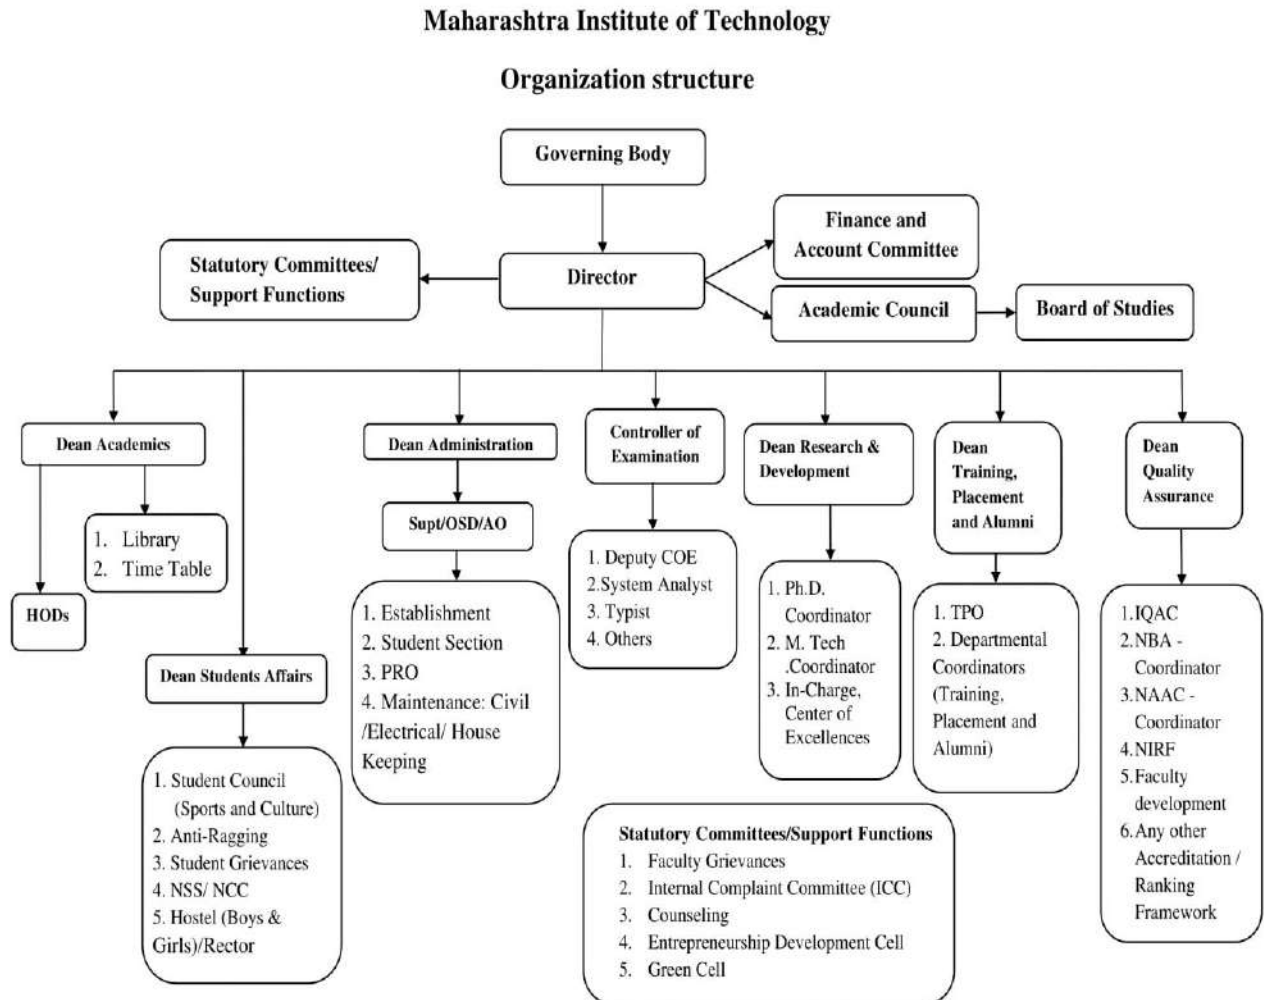 Maharashtra Institute of Technology
Organization structure
Governing Body
Finance and
Account Committee
Statutory Committees/
Support Functions
Director
Academic Council
Board of Studies
Dean Academics
Dean Administration
Controller of
Examination
Dean Research &
Development
Dean
Training,
Placement
and Alumni
Dean
Quality
Assurance
1. Library
2. Time Table
HODs
Supt/OSD/AO
1. Establishment
2. Student Section
3. PRO
4. Maintenance: Civil
/Electrical/ House
Keeping
1. Deputy COE
2.System Analyst
3. Typist
4. Others
1. Ph.D.
Coordinator
2. M. Tech
.Coordinator
3. In-Charge,
Center of
Excellences
1. TPO
2. Departmental
Coordinators
(Training,
Placement and
Alumni)
1.IQAC
2.NBA -
Coordinator
3.NAAC -
Coordinator
4.NIRF
5.Faculty
development
6.Any other
Accreditation /
Ranking
Framework
Dean Students Affairs
1. Student Council
(Sports and Culture)
2. Anti-Ragging
3. Student Grievances
4. NSS/ NCC
5. Hostel (Boys &
Girls)/Rector
Statutory Committees/Support Functions
1. Faculty Grievances
2. Internal Complaint Committee (ICC)
3. Counseling
4. Entrepreneurship Development Cell
5. Green Cell